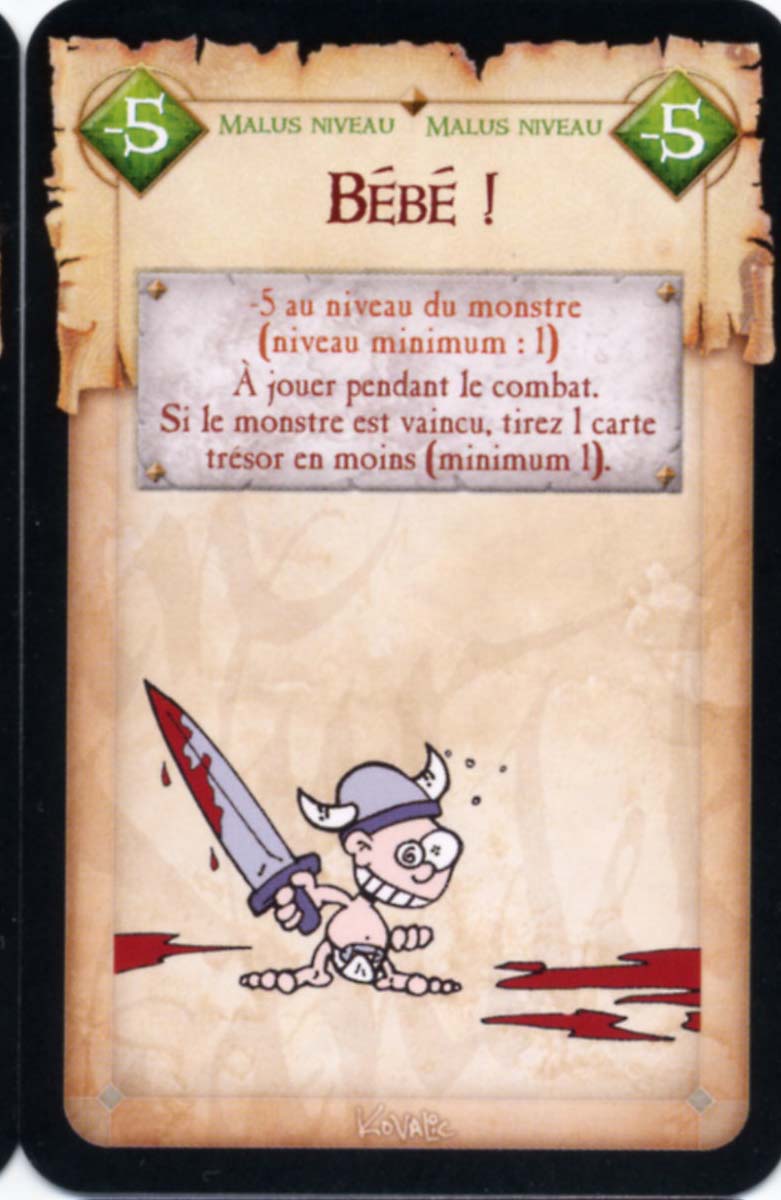 -5 Malus niveau Malus niveau -5
Bébé !
-5 au niveau du monstre
(niveau minimum : 1)
À jouer pendant le combat.
Si le monstre est vaincu, tirez 1 carte
trésor en moins (minimum 1).
Kovalic